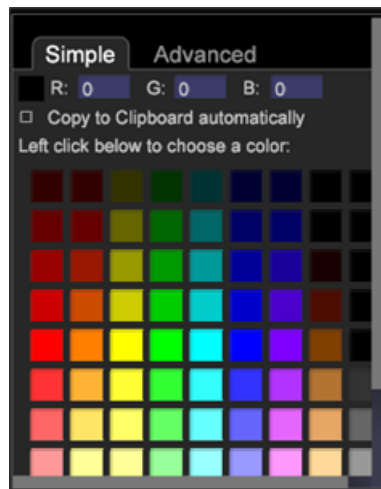 Simple Advanced
R: 0 G: 0 B: 0
Copy to Clipboard automatically
Left click below to choose a color: